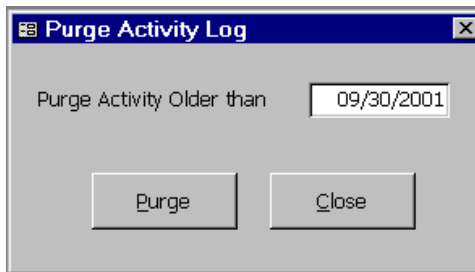 Purge Activity Log
Purge Activity Older than 09/30/2001
Purge Close